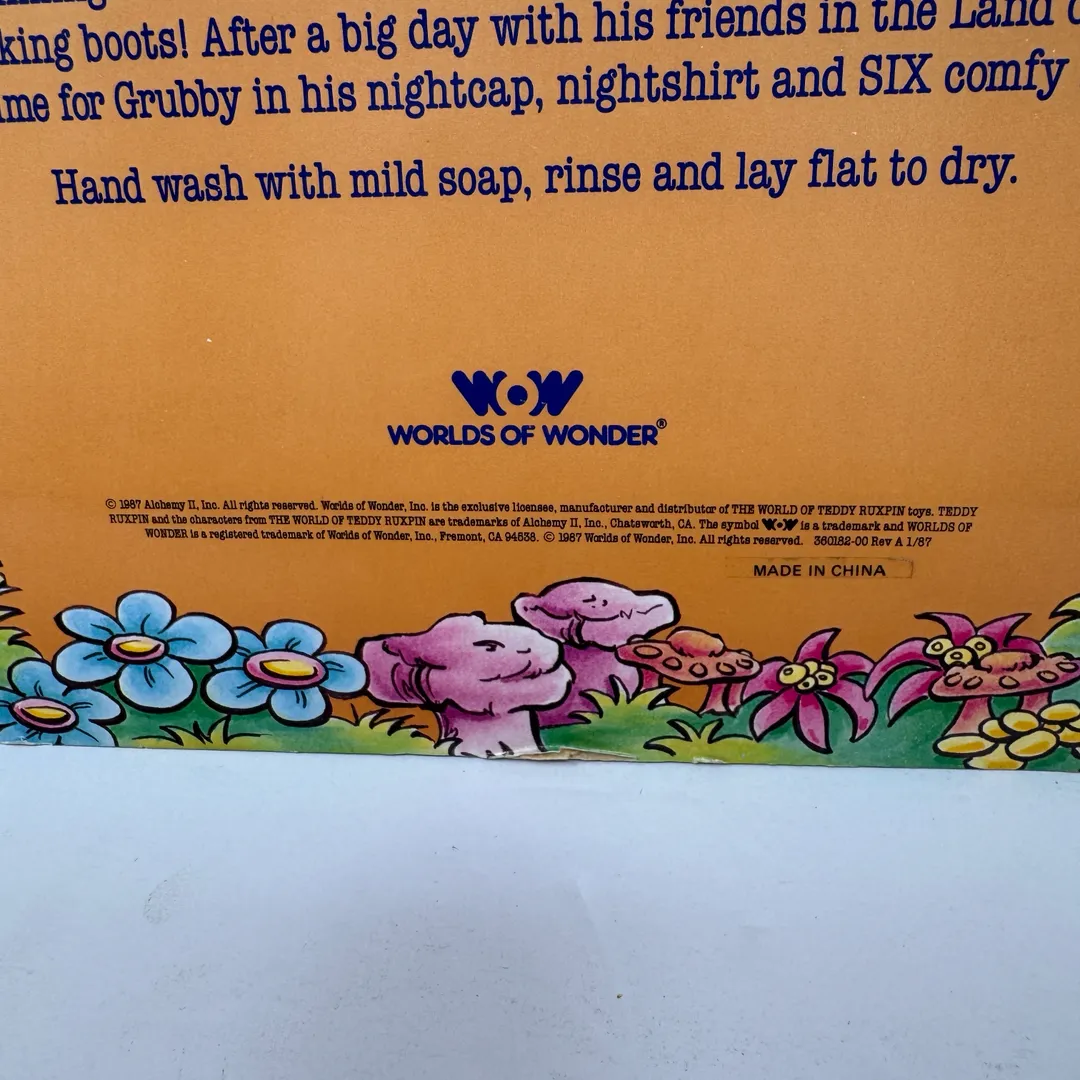 king boots! After a big day with his friends in the Land
me for Grubby in his nightcap, nightshirt and SIX comfy
Hand wash with mild soap, rinse and lay flat to dry.
WOW
WORLDS OF WONDER®
© 1987 Alchemy II, Inc. All rights reserved. Worlds of Wonder, Inc. is the exclusive licensee, manufacturer and distributor of THE WORLD OF TEDDY RUXPIN toys. TEDDY
RUXPIN and the characters from THE WORLD OF TEDDY RUXPIN are trademarks of Alchemy II, Inc., Chatsworth, CA. The symbol WOW is a trademark and WORLDS OF
WONDER is a registered trademark of Worlds of Wonder, Inc., Fremont, CA 94538. © 1987 Worlds of Wonder, Inc. All rights reserved. 360182-00 Rev A 1/87
MADE IN CHINA